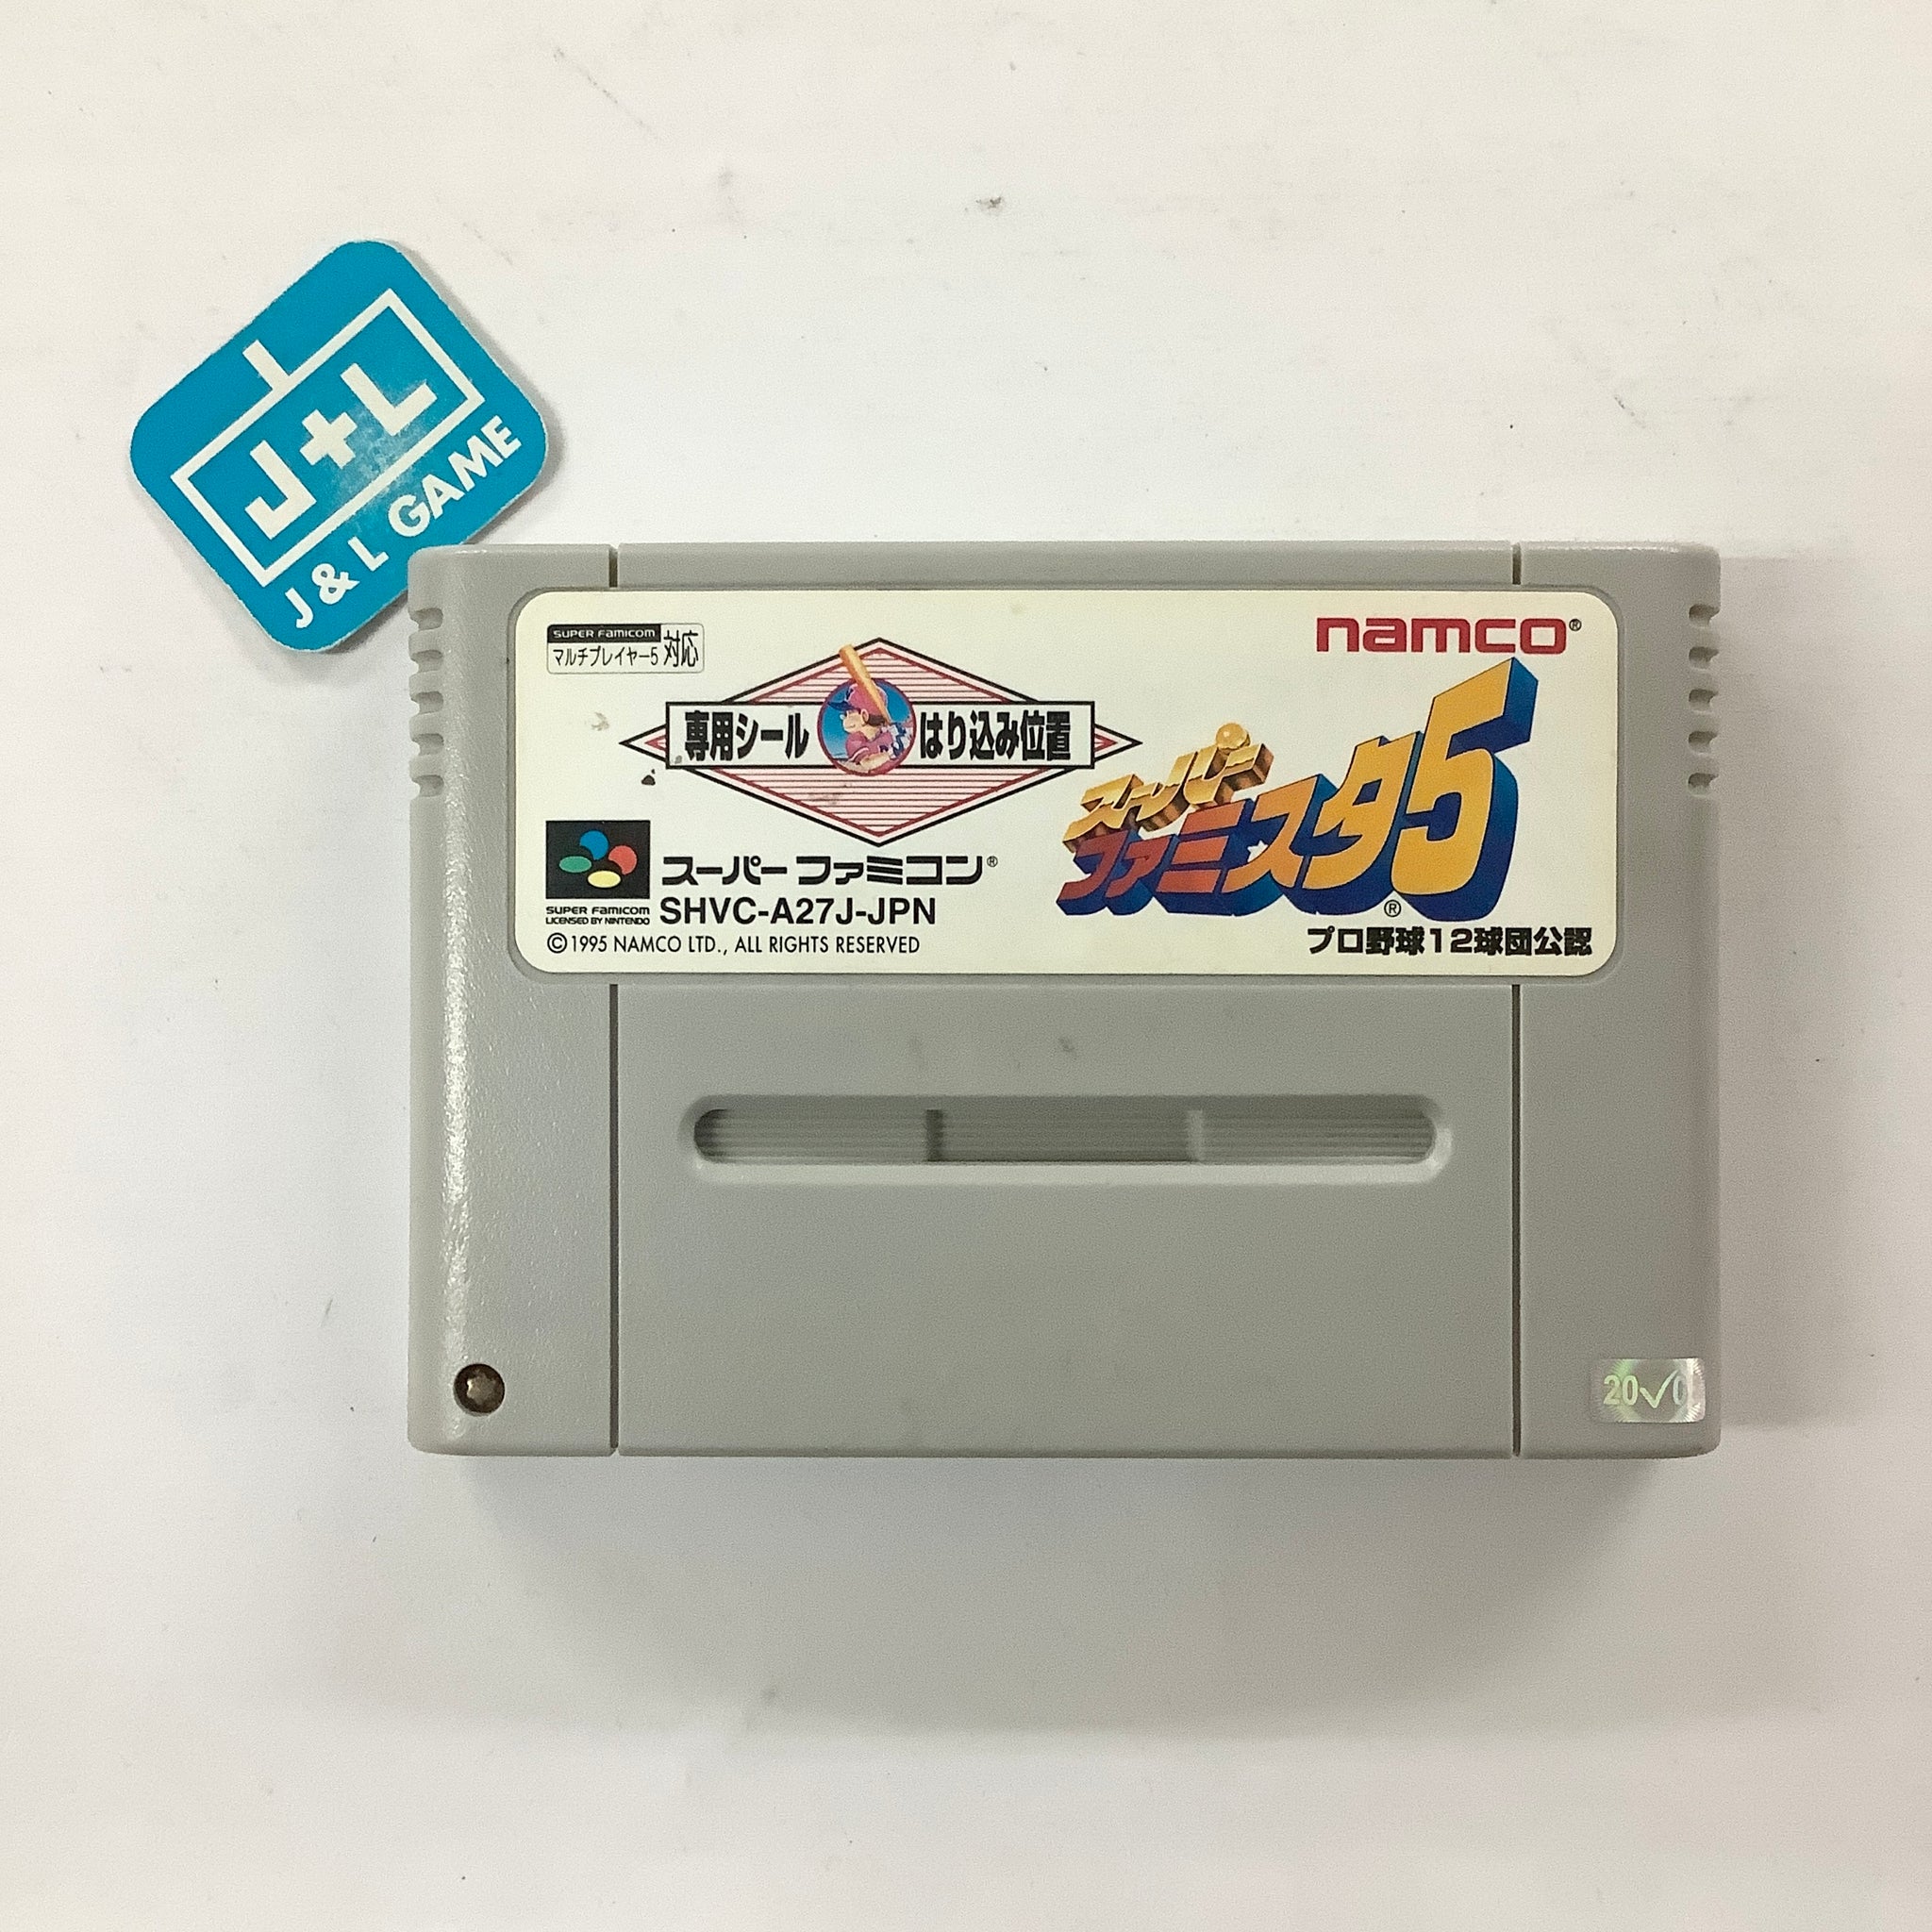 J+L
J & L GAME
SUPER FAMICOM
マルチプレイヤー5 対応
namco®
専用シール はり込み位置
スーパー
ファミスタ5
®
スーパーファミコン®
SUPER FAMICOM
LICENSED BY NINTENDO
SHVC-A27J-JPN
©1995 NAMCO LTD., ALL RIGHTS RESERVED
プロ野球12球団公認
20✓0